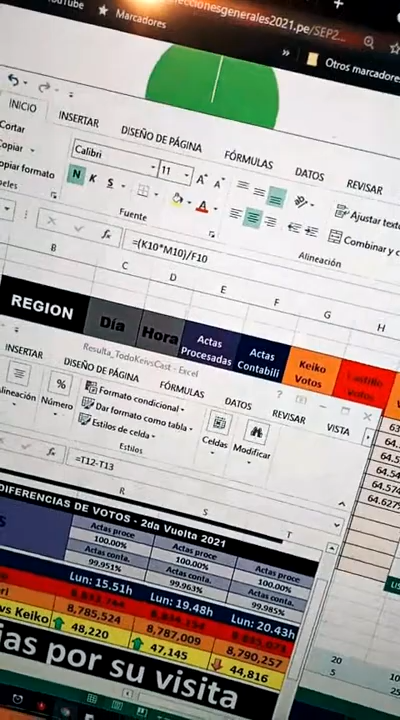 YouTube
Marcadores
eccionesgenerales2021.pe/SEP2...
Otros marcadores
INICIO
INSERTAR
DISEÑO DE PÁGINA
FÓRMULAS
DATOS
REVISAR
Cortar
Copiar
opiar formato
Calibri
11
N K S
Ajustar texto
Combinar y c
Fuente
Alineación
=(K10*M10)/F10
B C D E F G H
REGION
Día
Hora
Actas Procesadas
Actas Contabili
Keiko Votos
Castillo Votos
Resulta_TodoKeivsCast - Excel
INSERTAR
DISEÑO DE PÁGINA
FÓRMULAS
DATOS
REVISAR
VISTA
Alineación
%
Número
Formato condicional
Dar formato como tabla
Estilos de celda
Estilos
Celdas
Modificar
=T12-T13
R S T
DIFERENCIAS DE VOTOS - 2da Vuelta 2021
Actas proce
Actas proce
Actas proce
100.00%
100.00%
100.00%
Actas conta.
Actas conta.
Actas conta.
99.951%
99.963%
99.985%
Lun: 15.51h
Lun: 19.48h
Lun: 20.43h
8,785,524
8,787,009
8,790,257
vs Keiko
48,220
47,145
44,816
ias por su visita
20
5